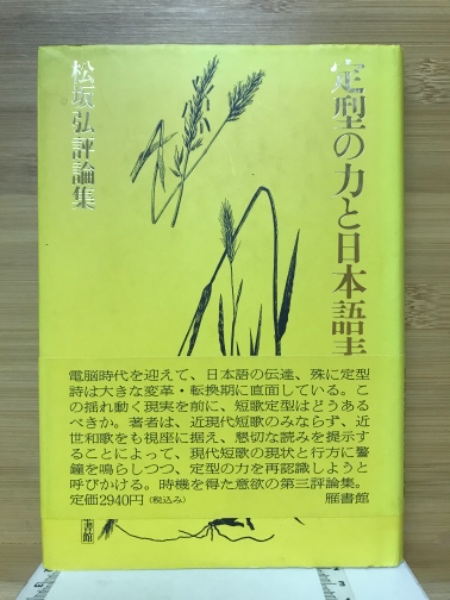 定型の力と日本語表
松坂弘評論集
電脳時代を迎えて、日本語の伝達、殊に定型
詩は大きな変革・転換期に直面している。こ
の揺れ動く現実を前に、短歌定型はどうある
べきか。著者は、近現代短歌のみならず、近
世和歌をも視座に据え、懇切な読みを提示す
ることによって、現代短歌の現状と行方に警
鐘を鳴らしつつ、定型の力を再認識しようと
呼びかける。時機を得た意欲の第三評論集。
定価2940円（税込み） 雁書館
書館